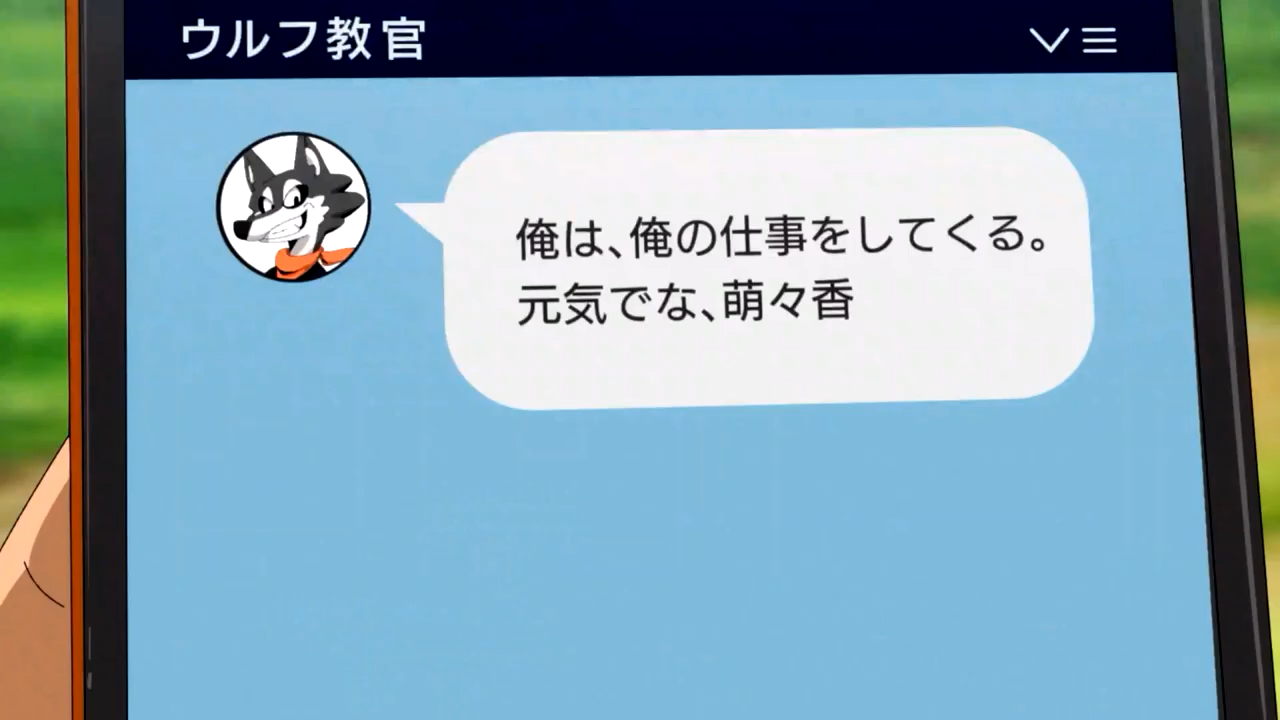 ウルフ教官
俺は、俺の仕事をしてくる。
元気でな、萌々香